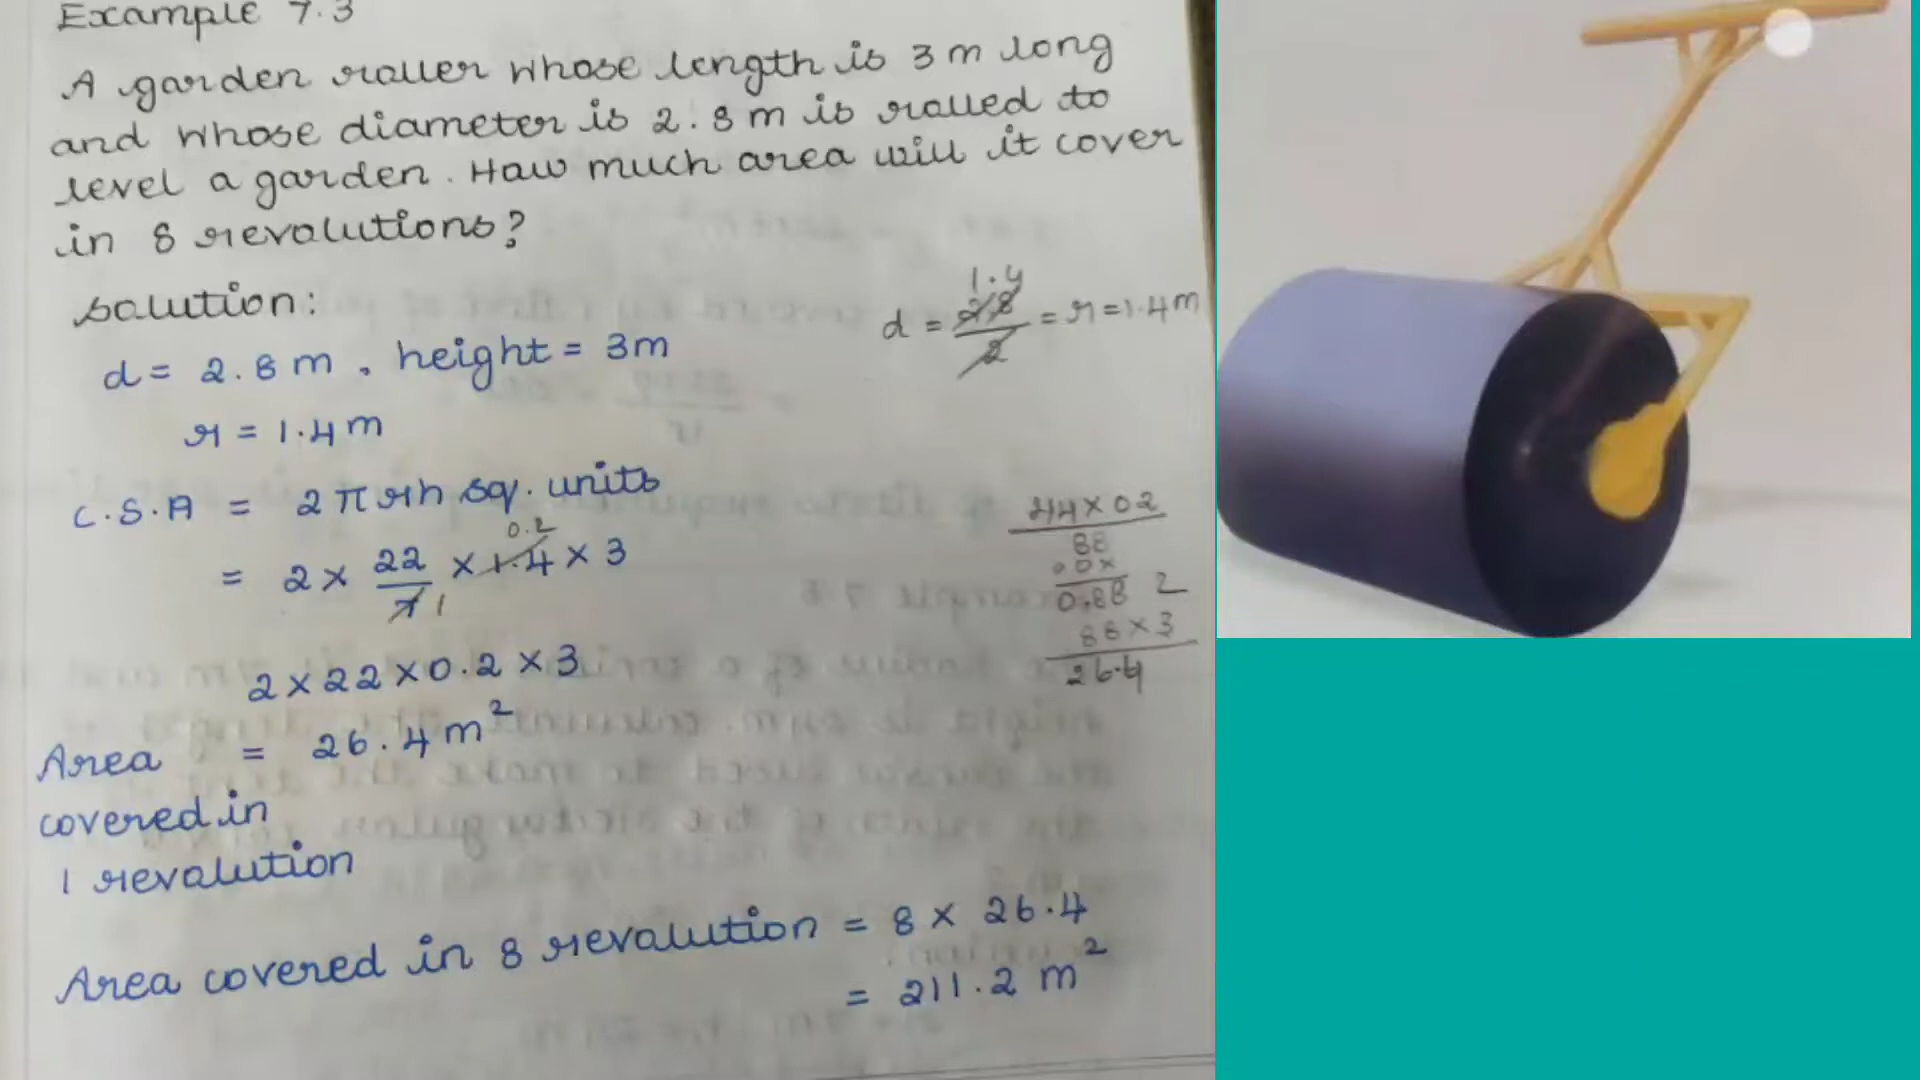 Example 7.3
A garden roller whose length is 3 m long
and whose diameter is 2.8 m is rolled to
level a garden. How much area will it cover
in 8 revolutions?
solution:
d = 2.8 m, height = 3m
r = 1.4 m
d = 2.8/2 1.4 = r = 1.4 m
C.S.A = 2πrh sq. units
= 2 × 22/7 1 × 1.4 0.2 × 3
44 × 02
88
00×
0.88 2
88 × 3
26.4
2 × 22 × 0.2 × 3
Area = 26.4 m²
covered in
1 revolution
Area covered in 8 revolution = 8 × 26.4
= 211.2 m²